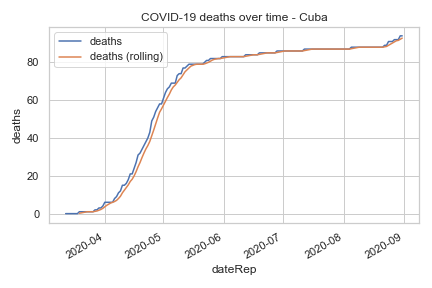 COVID-19 deaths over time - Cuba
deaths
deaths (rolling)
deaths
80
60
40
20
0
2020-04
2020-05
2020-06
2020-07
2020-08
2020-09
dateRep